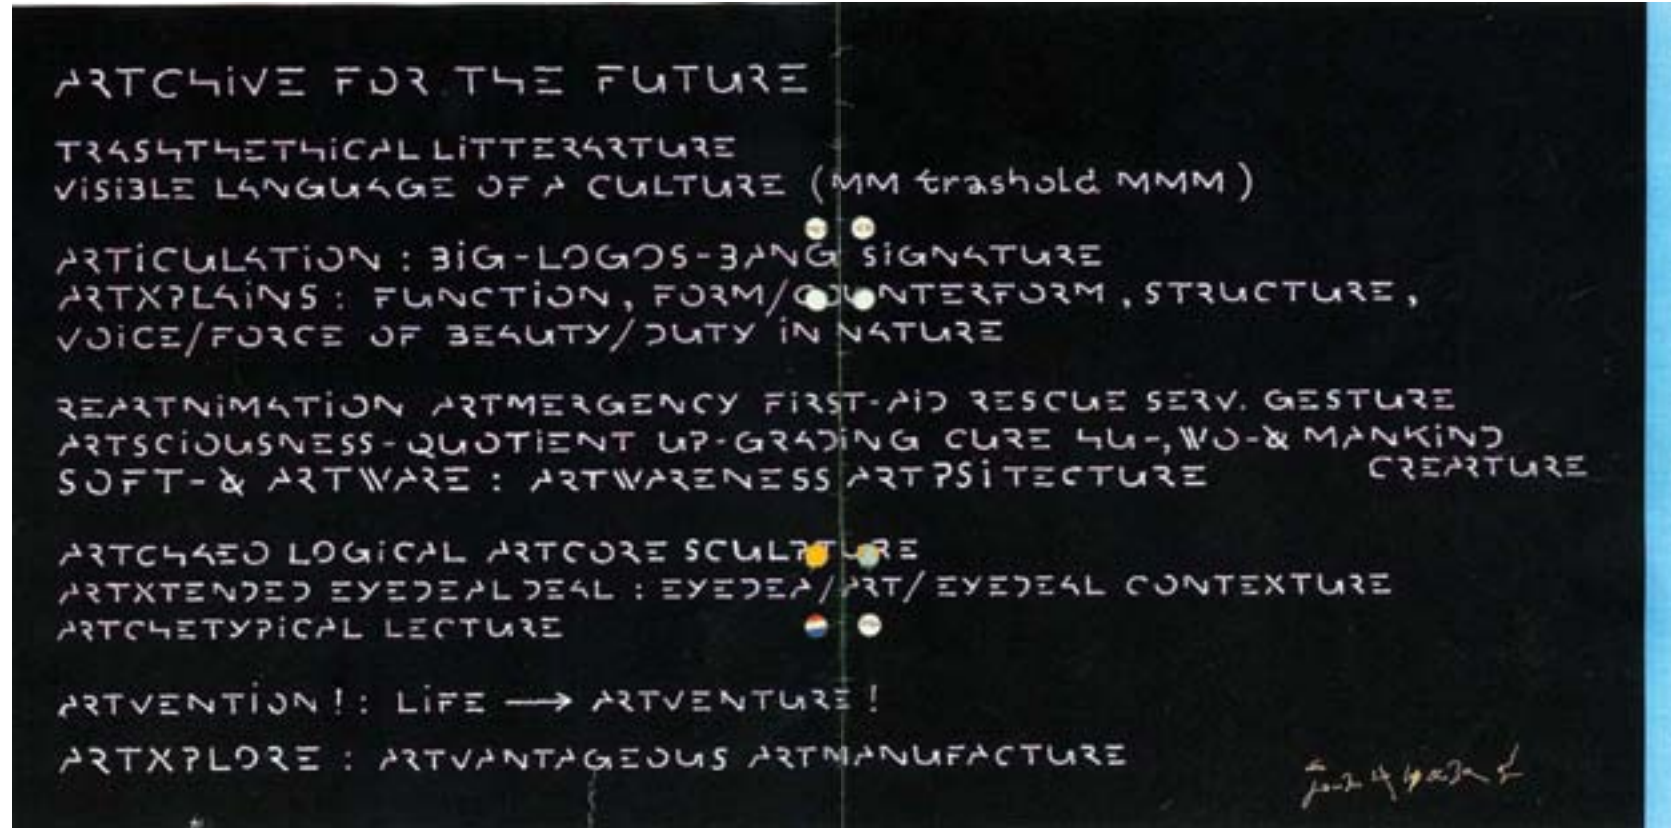 ARTCHiVE FOR THE FUTURE
TRASHTHETHiCAL LiTTERARTURE
ViSiBLE LANGUAGE OF A CULTURE (MM trashold MMM)
ARTiCULATiON : BiG-LOGOS-BANG SiGNATURE
ARTXPLAiNS : FUNCTiON, FORM/COUNTERFORM, STRUCTURE,
VOiCE/FORCE OF BEAUTY/DUTY iN NATURE
REARTNiMATiON ARTMERGENCY FiRST-AiD RESCUE SERV. GESTURE
ARTSCiOUSNESS-QUOTiENT UP-GRADiNG CURE HU-, WO-& MANKiND
SOFT-& ARTWARE : ARTWARENESS ARTPSiTECTURE CREARTURE
ARTCHAEO LOGiCAL ARTCORE SCULPTURE
ARTXTENDED EYEDEAL DEAL : EYEDEA/ART/EYEDEAL CONTEXTURE
ARTCHETYPiCAL LECTURE
ARTVENTiON! : LiFE → ARTVENTURE!
ARTXPLORE : ARTVANTAGEOUS ARTMANUFACTURE